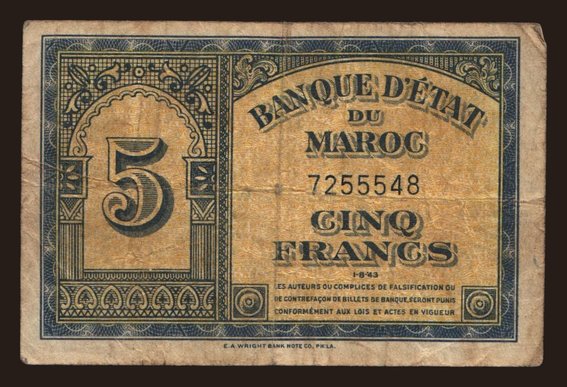 BANQUE D'ÉTAT
DU
MAROC
5
7255548
CINQ
FRANCS
1-8-43
LES AUTEURS OU COMPLICES DE FALSIFICATION OU
DE CONTREFAÇON DE BILLETS DE BANQUE, SERONT PUNIS
CONFORMÉMENT AUX LOIS ET ACTES EN VIGUEUR
E. A. WRIGHT BANK NOTE CO., PHILA.